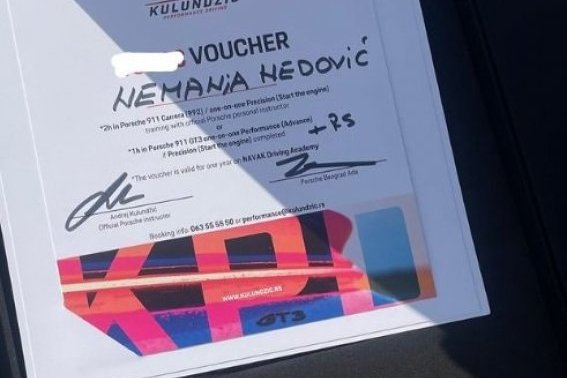 KULUNDŽIĆ
PERFORMANCE DRIVING
VOUCHER
NEMANJA NEDOVIĆ
*2h in Porsche 911 Carrera (992) / one-on-one Precision (Start the engine)
training with official Porsche personal instructor
or
*1h in Porsche 911 GT3 one-on-one Performance (Advance)
+ RS
if Precision (Start the engine) completed
*The voucher is valid for one year on NAVAK Driving Academy
Andrej Kulundžić
Official Porsche instructor
Porsche Beograd Ada
Booking info: 063 55 55 50 or performance@kulundzic.rs
KPD
WWW.KULUNDZIC.RS
GT3